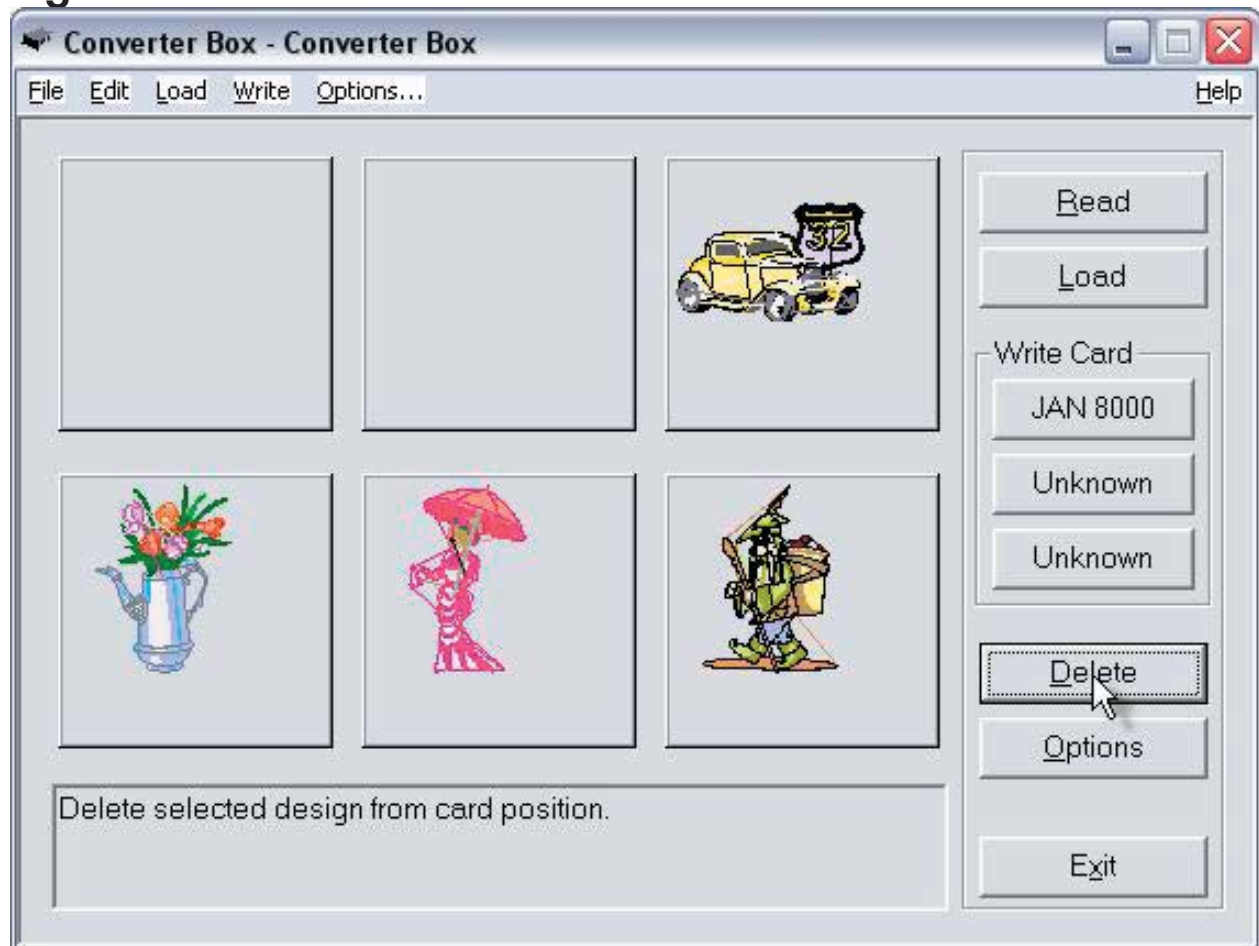 Converter Box - Converter Box
File Edit Load Write Options... Help
32
Read
Load
Write Card
JAN 8000
Unknown
Unknown
Delete
Options
Delete selected design from card position.
Exit